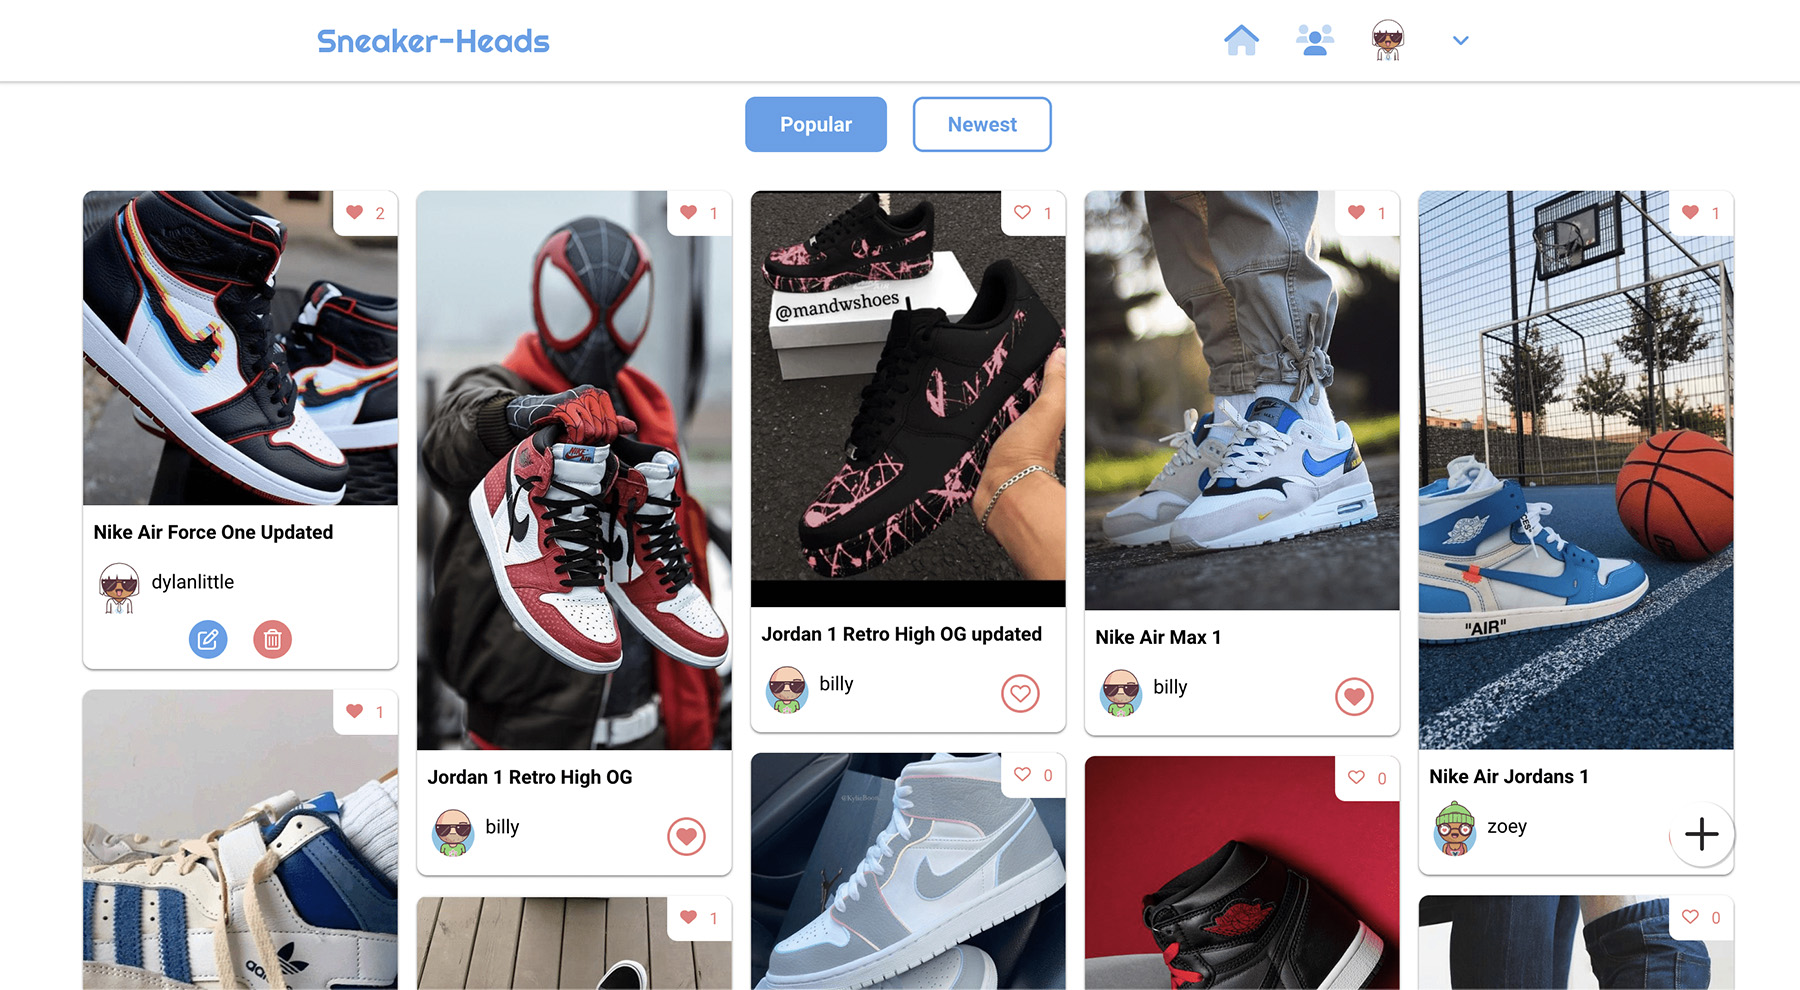 Sneaker-Heads
Popular
Newest
2
1
1
1
1
@mandwshoes
"AIR"
Nike Air Force One Updated
dylanlittle
Jordan 1 Retro High OG updated
billy
Nike Air Max 1
billy
1
Jordan 1 Retro High OG
billy
0
0
Nike Air Jordans 1
zoey
1
0